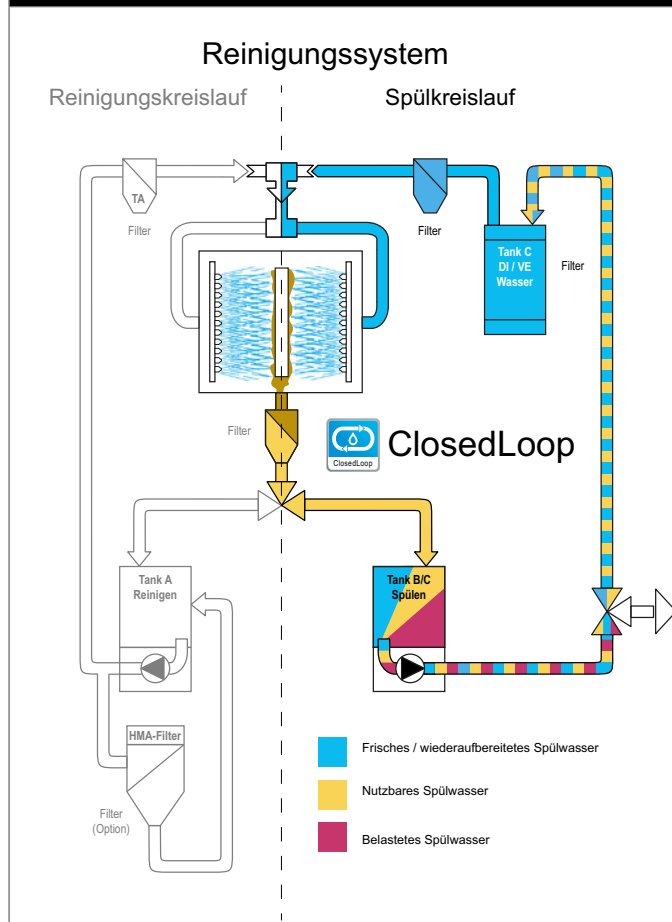 Reinigungssystem
Reinigungskreislauf
Spülkreislauf
TA
Filter
Filter
Tank C
DI / VE
Wasser
Filter
Filter
ClosedLoop
ClosedLoop
Tank A
Reinigen
Tank B/C
Spülen
HMA-Filter
Filter
(Option)
Frisches / wiederaufbereitetes Spülwasser
Nutzbares Spülwasser
Belastetes Spülwasser